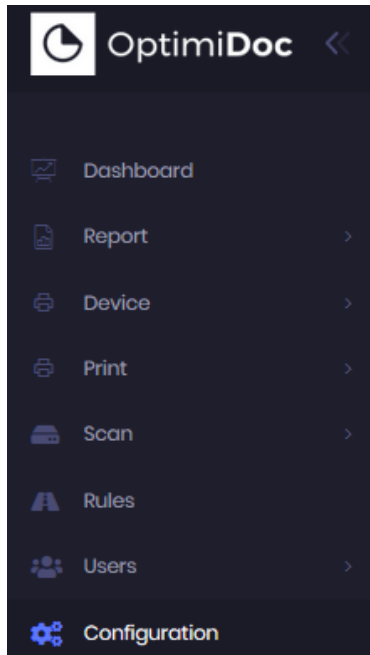 OptimiDoc
Dashboard
Report
Device
Print
Scan
Rules
Users
Configuration